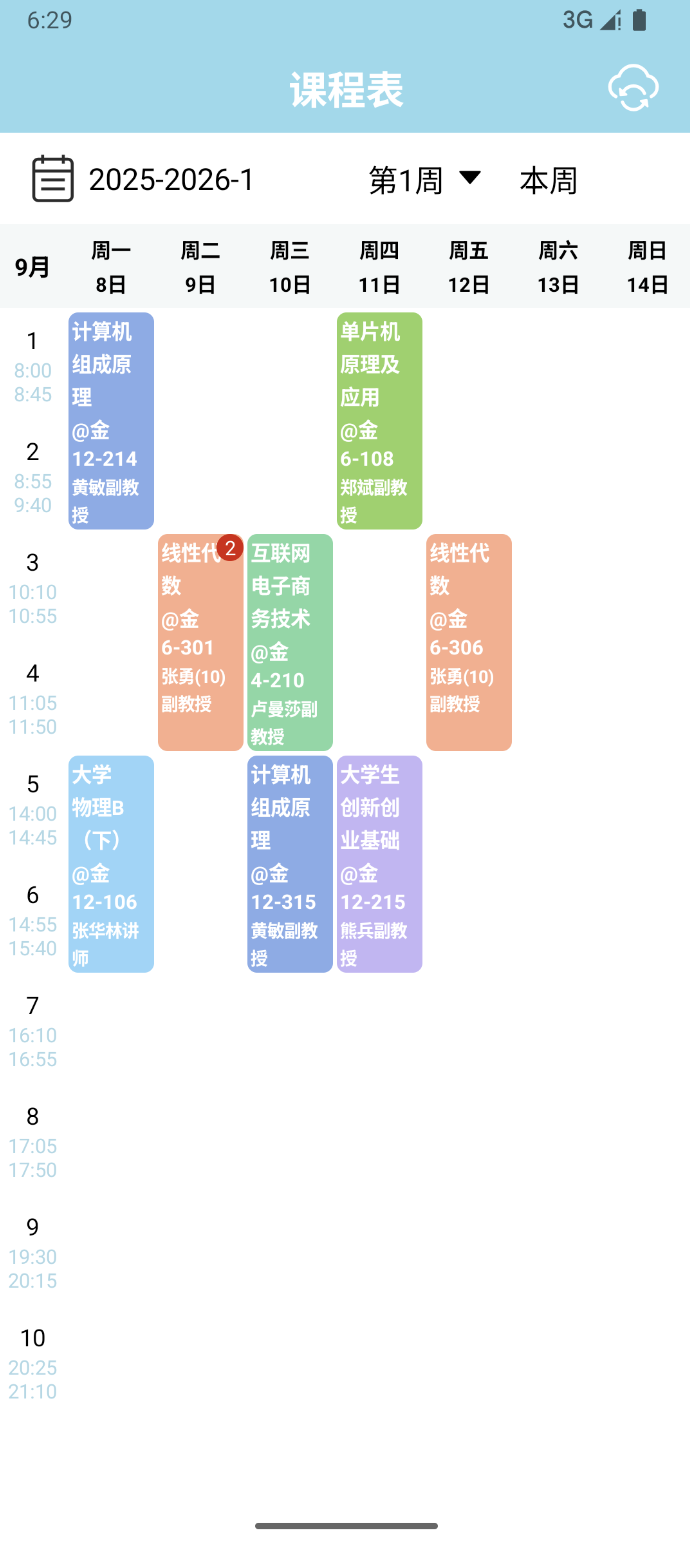 6:29
3G
课程表
2025-2026-1
第1周
本周
9月
周一
8日
周二
9日
周三
10日
周四
11日
周五
12日
周六
13日
周日
14日
1
8:00
8:45
2
8:55
9:40
3
10:10
10:55
4
11:05
11:50
5
14:00
14:45
6
14:55
15:40
7
16:10
16:55
8
17:05
17:50
9
19:30
20:15
10
20:25
21:10
计算机
组成原
理
@金
12-214
黄敏副教
授
大学
物理B
（下）
@金
12-106
张华林讲
师
线性代
2
数
@金
6-301
张勇(10)
副教授
互联网
电子商
务技术
@金
4-210
卢曼莎副
教授
计算机
组成原
理
@金
12-315
黄敏副教
授
单片机
原理及
应用
@金
6-108
郑斌副教
授
大学生
创新创
业基础
@金
12-215
熊兵副教
授
线性代
数
@金
6-306
张勇(10)
副教授